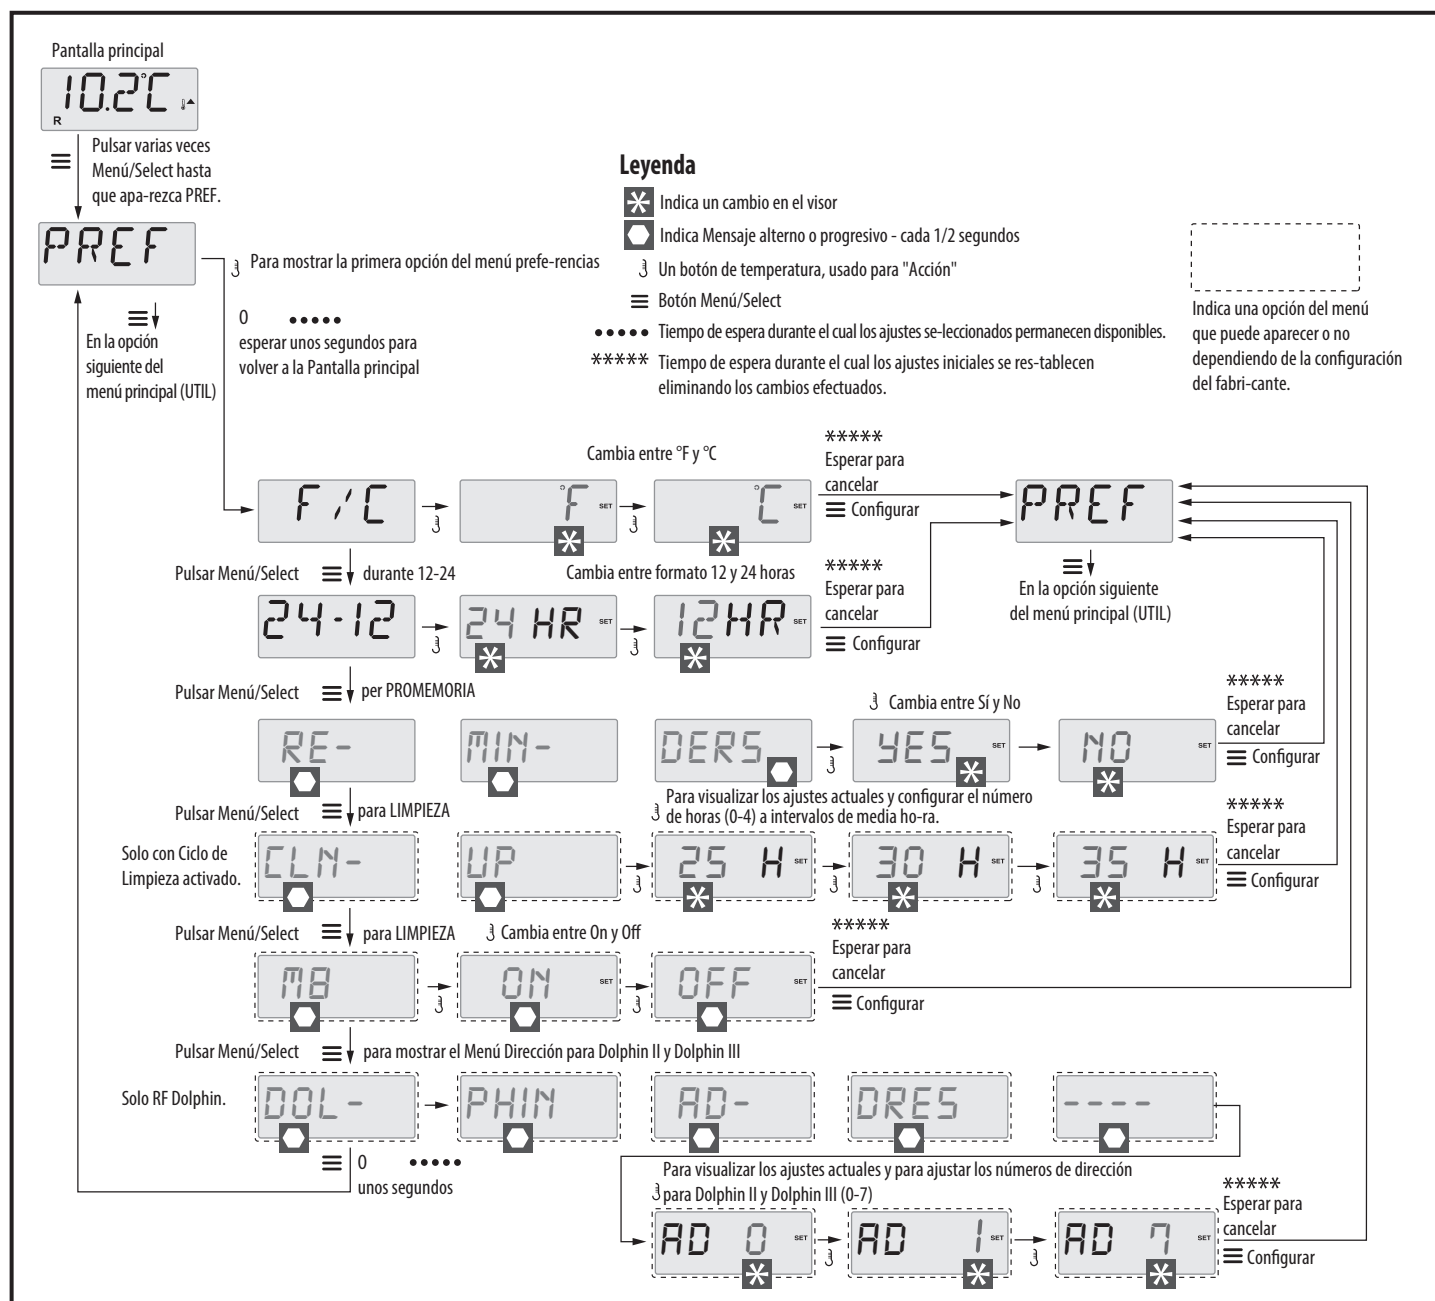 Pantalla principal
10.2°C
R
Pulsar varias veces
Menú/Select hasta
que apa-rezca PREF.
PREF
Para mostrar la primera opción del menú prefe-rencias
En la opción
siguiente del
menú principal (UTIL)
0 •••••
esperar unos segundos para
volver a la Pantalla principal
Leyenda
Indica un cambio en el visor
Indica Mensaje alterno o progresivo - cada 1/2 segundos
Un botón de temperatura, usado para "Acción"
Botón Menú/Select
••••• Tiempo de espera durante el cual los ajustes se-leccionados permanecen disponibles.
***** Tiempo de espera durante el cual los ajustes iniciales se res-tablecen
eliminando los cambios efectuados.
Indica una opción del menú
que puede aparecer o no
dependiendo de la configuración
del fabri-cante.
Cambia entre °F y °C
F/C
°F SET
°C SET
*****
Esperar para
cancelar
Configurar
PREF
En la opción siguiente
del menú principal (UTIL)
Pulsar Menú/Select durante 12-24
Cambia entre formato 12 y 24 horas
24-12
24 HR SET
12 HR SET
*****
Esperar para
cancelar
Configurar
Pulsar Menú/Select per PROMEMORIA
Cambia entre Sí y No
RE-
MIN-
DERS
YES SET
NO SET
*****
Esperar para
cancelar
Configurar
Pulsar Menú/Select para LIMPIEZA
Para visualizar los ajustes actuales y configurar el número
de horas (0-4) a intervalos de media ho-ra.
Solo con Ciclo de
Limpieza activado.
CLN-
UP
25 H SET
30 H SET
35 H SET
*****
Esperar para
cancelar
Configurar
Pulsar Menú/Select para LIMPIEZA
Cambia entre On y Off
M8
ON SET
OFF SET
*****
Esperar para
cancelar
Configurar
Pulsar Menú/Select para mostrar el Menú Dirección para Dolphin II y Dolphin III
Solo RF Dolphin.
DOL-
PHIN
AD-
DRES
----
0 •••••
unos segundos
Para visualizar los ajustes actuales y para ajustar los números de dirección
para Dolphin II y Dolphin III (0-7)
AD 0 SET
AD 1 SET
AD 7 SET
*****
Esperar para
cancelar
Configurar